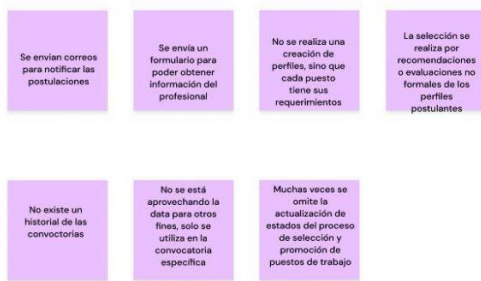 Se envian correos
para notificar las
postulaciones
Se envía un
formulario para
poder obtener
información del
profesional
No se realiza una
creación de
perfiles, sino que
cada puesto
tiene sus
requerimientos
La selección se
realiza por
recomendaciones
o evaluaciones no
formales de los
perfiles
postulantes
No existe un
historial de las
convoctorias
No se está
aprovechando la
data para otros
fines, solo se
utiliza en la
convocatoria
específica
Muchas veces se
omite la
actualización de
estados del proceso
de selección y
promoción de
puestos de trabajo